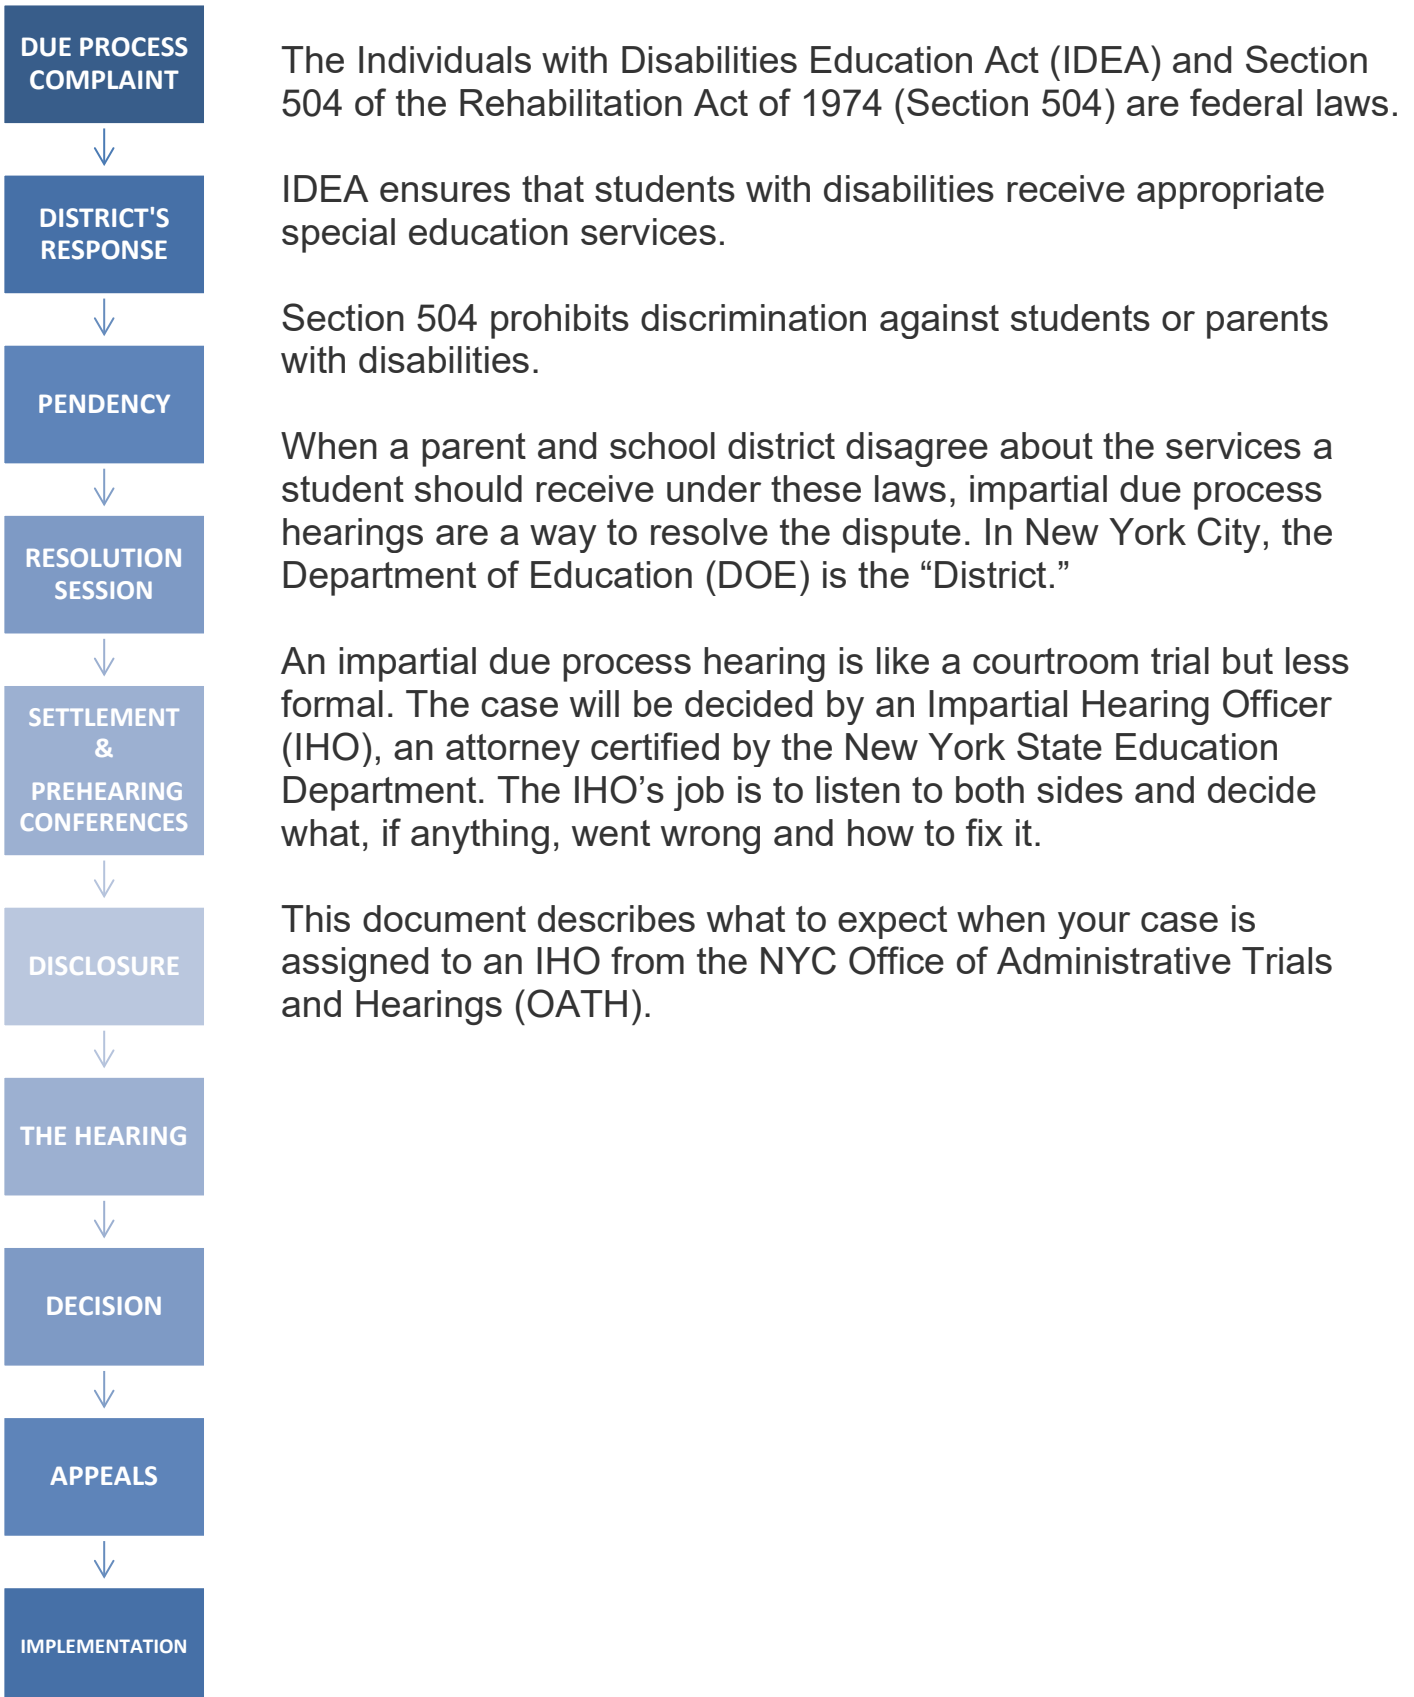 DUE PROCESS
COMPLAINT
DISTRICT'S
RESPONSE
PENDENCY
RESOLUTION
SESSION
SETTLEMENT
&
PREHEARING
CONFERENCES
DISCLOSURE
THE HEARING
DECISION
APPEALS
IMPLEMENTATION
The Individuals with Disabilities Education Act (IDEA) and Section
504 of the Rehabilitation Act of 1974 (Section 504) are federal laws.
IDEA ensures that students with disabilities receive appropriate
special education services.
Section 504 prohibits discrimination against students or parents
with disabilities.
When a parent and school district disagree about the services a
student should receive under these laws, impartial due process
hearings are a way to resolve the dispute. In New York City, the
Department of Education (DOE) is the “District.”
An impartial due process hearing is like a courtroom trial but less
formal. The case will be decided by an Impartial Hearing Officer
(IHO), an attorney certified by the New York State Education
Department. The IHO’s job is to listen to both sides and decide
what, if anything, went wrong and how to fix it.
This document describes what to expect when your case is
assigned to an IHO from the NYC Office of Administrative Trials
and Hearings (OATH).